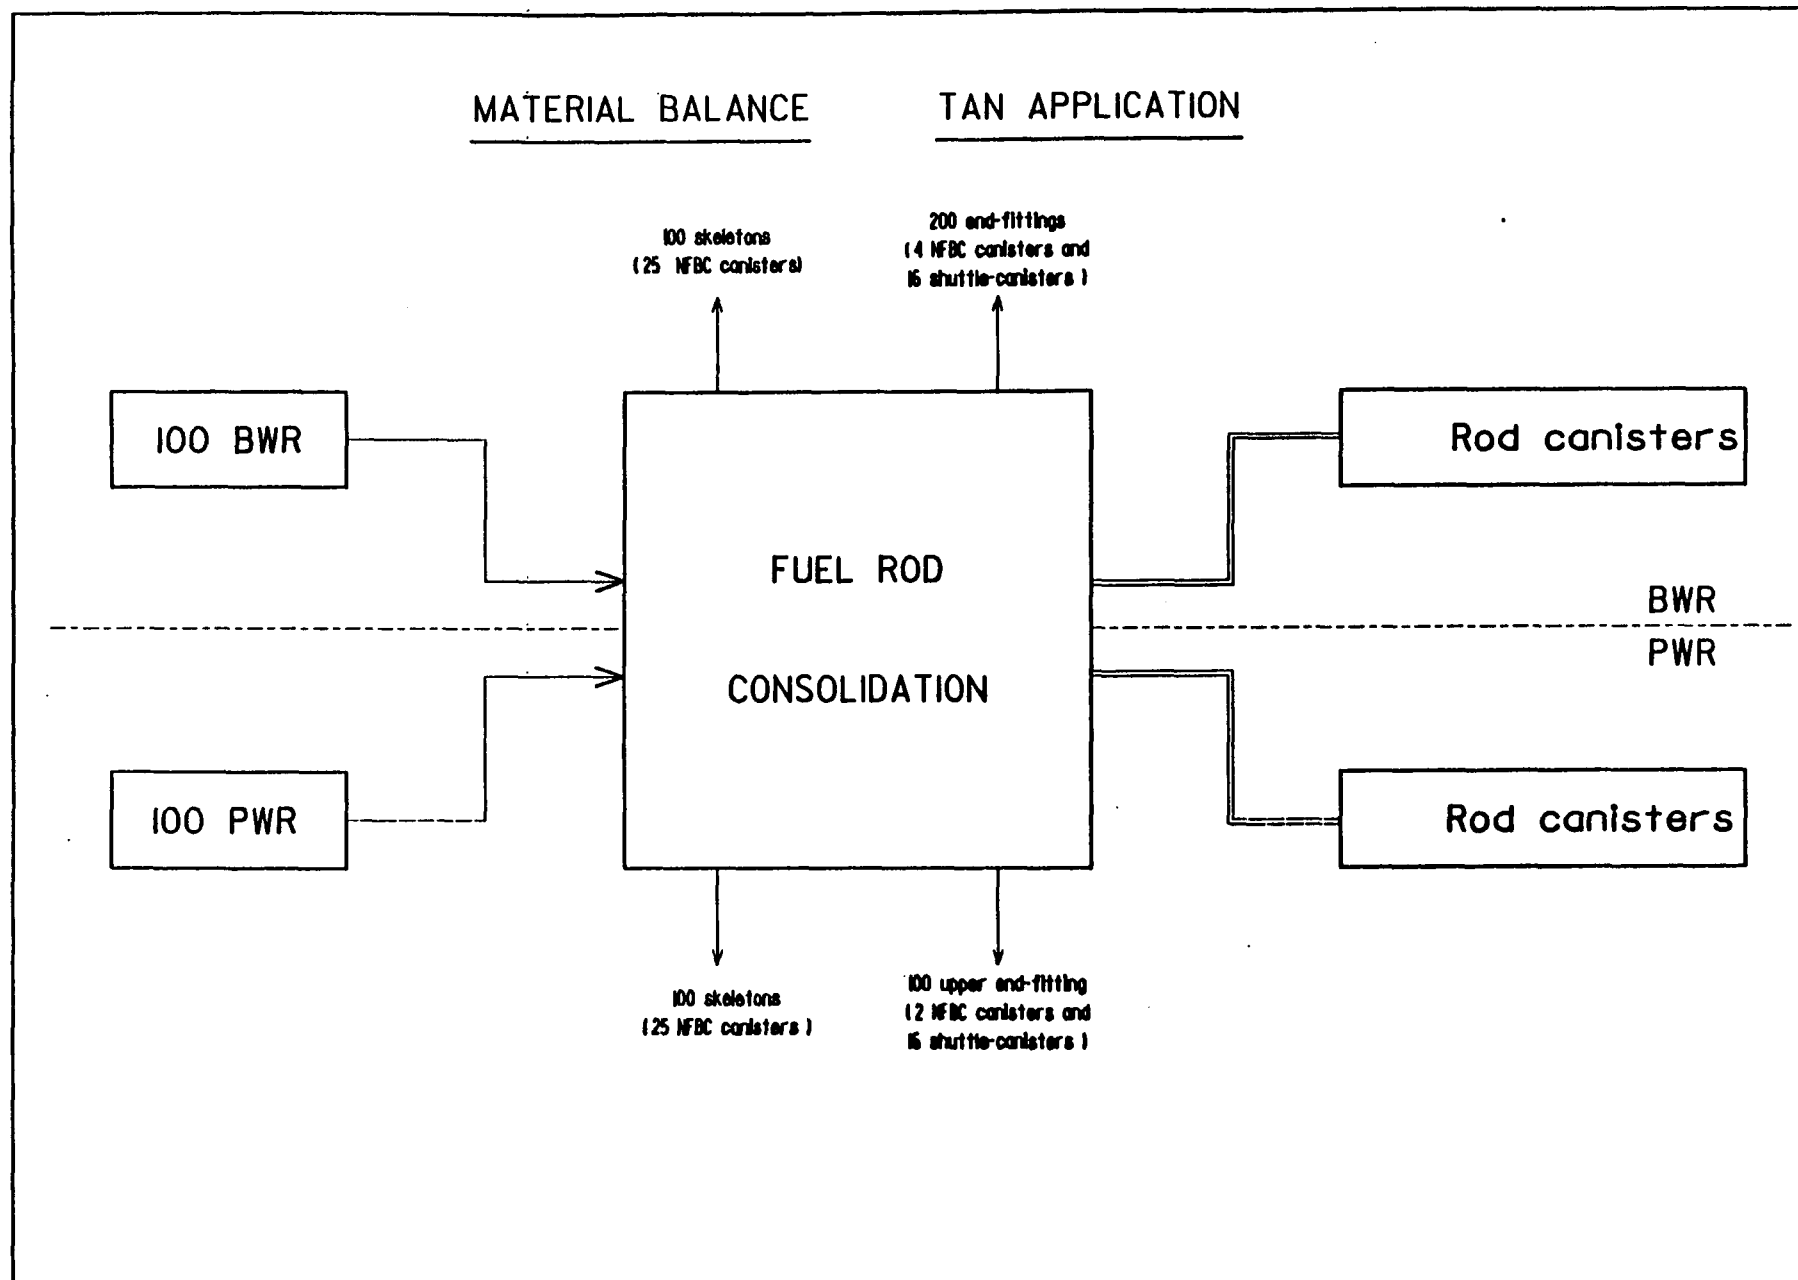 MATERIAL BALANCE TAN APPLICATION
100 skeletons
(25 NFBC canisters)
200 end-fittings
(4 NFBC canisters and
16 shuttle-canisters)
100 BWR
Rod canisters
FUEL ROD
CONSOLIDATION
BWR
PWR
100 PWR
Rod canisters
100 skeletons
(25 NFBC canisters)
100 upper end-fitting
(2 NFBC canisters and
16 shuttle-canisters)